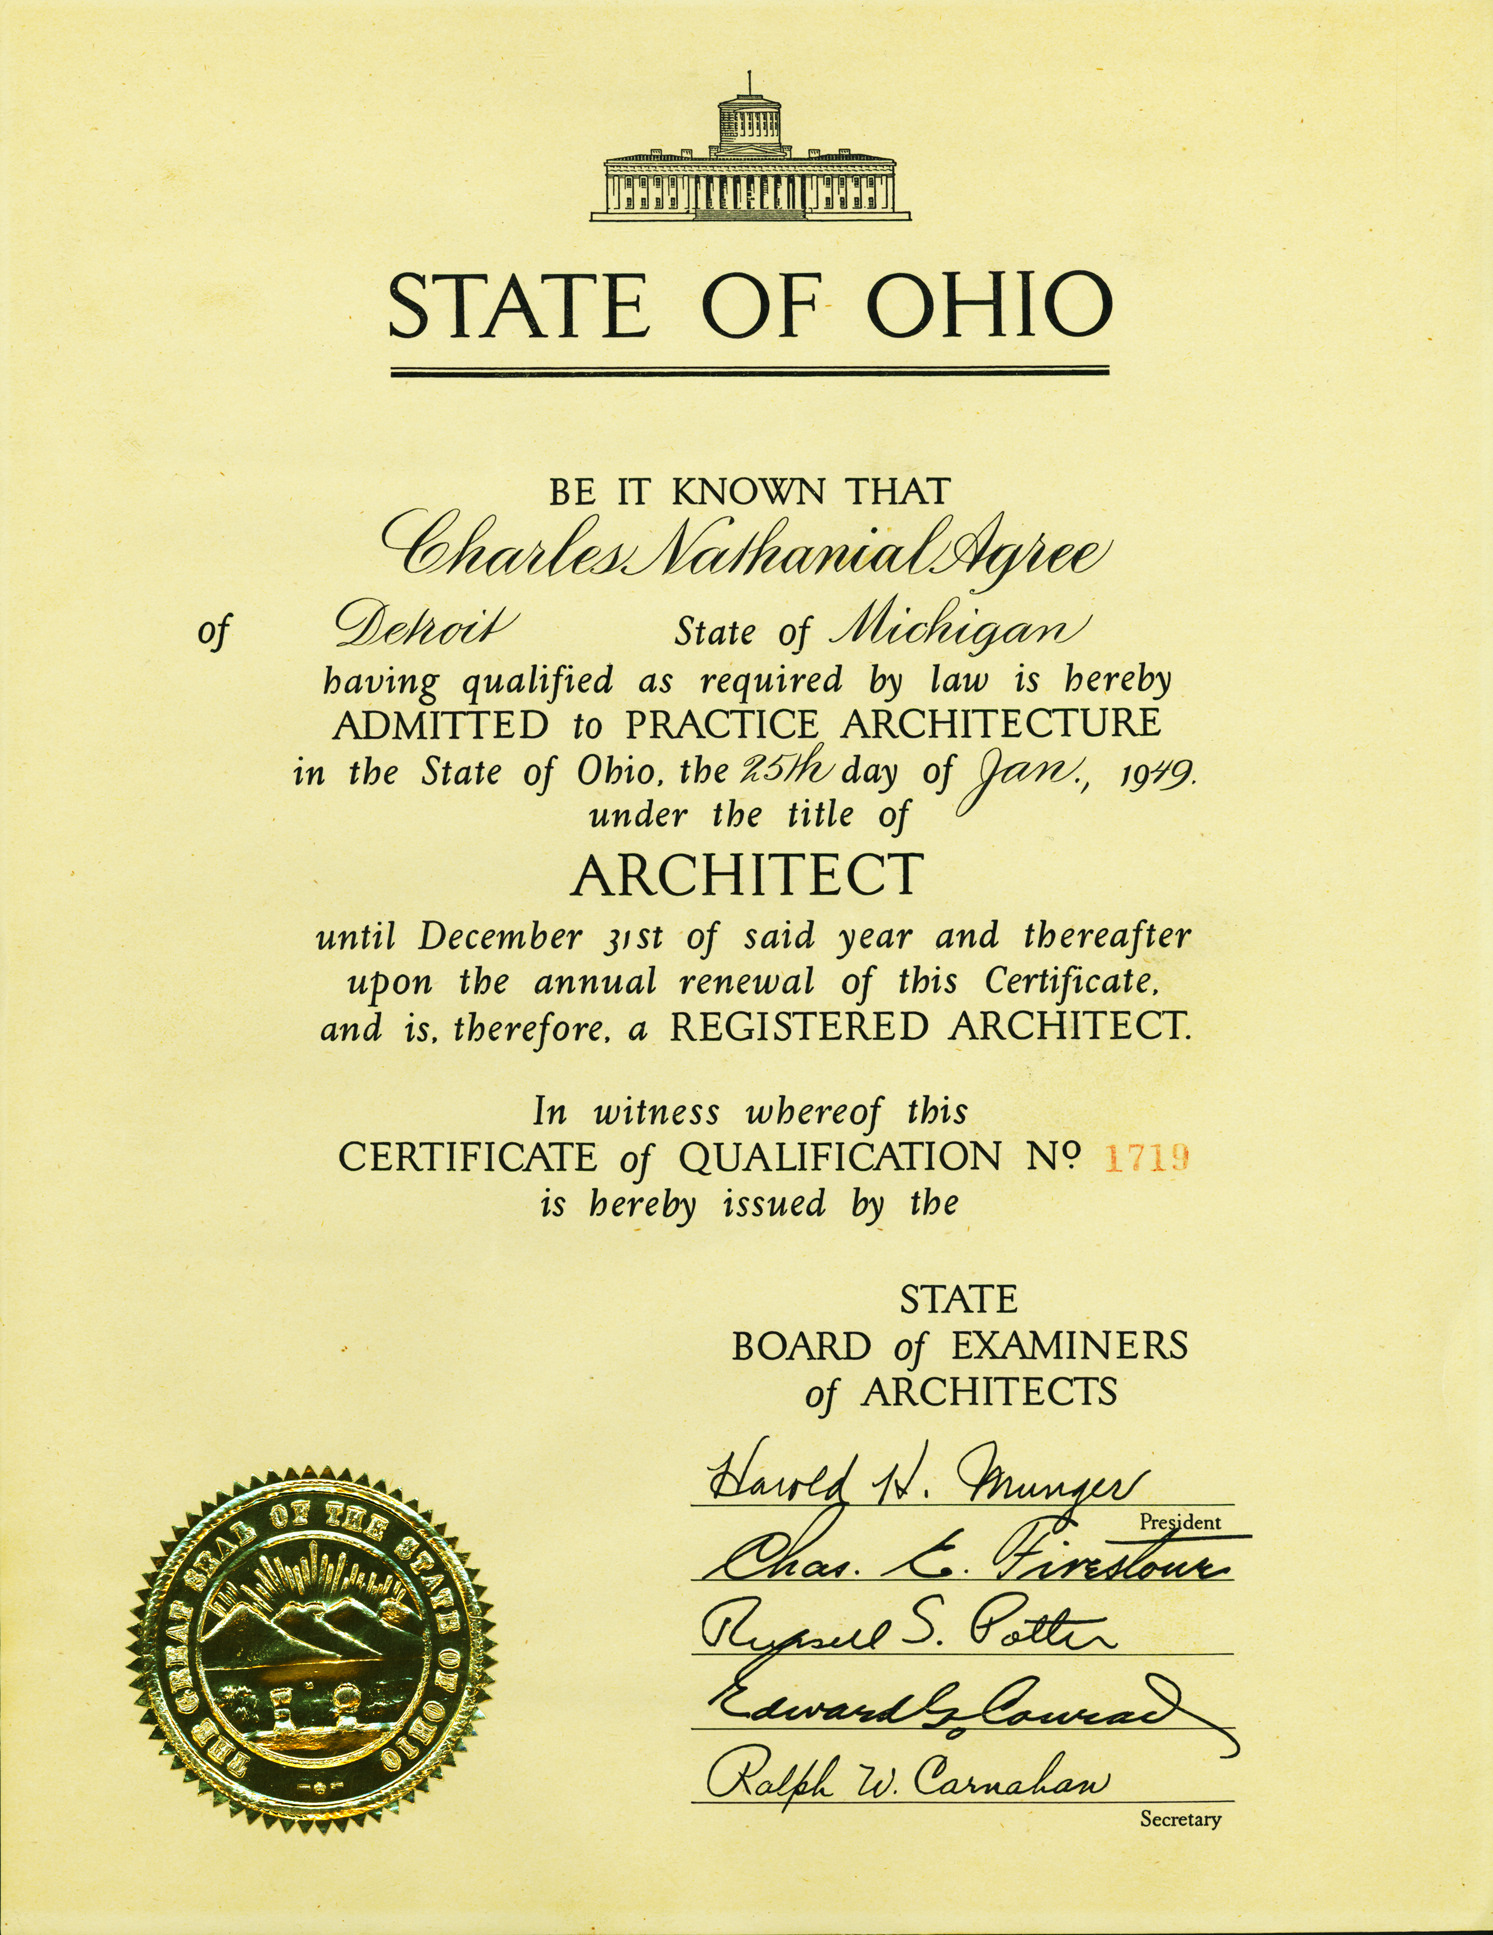 STATE OF OHIO
BE IT KNOWN THAT
Charles Nathanial Agree
of Detroit State of Michigan
having qualified as required by law is hereby
ADMITTED to PRACTICE ARCHITECTURE
in the State of Ohio, the 25th day of Jan., 1949.
under the title of
ARCHITECT
until December 31st of said year and thereafter
upon the annual renewal of this Certificate,
and is, therefore, a REGISTERED ARCHITECT.
In witness whereof this
CERTIFICATE of QUALIFICATION Nº 1719
is hereby issued by the
STATE
BOARD of EXAMINERS
of ARCHITECTS
Harold H. Munger
President
Chas. E. Firestone
Russell S. Potter
Edward G. Conrad
Ralph W. Carnahan
Secretary
THE GREAT SEAL OF THE STATE OF OHIO